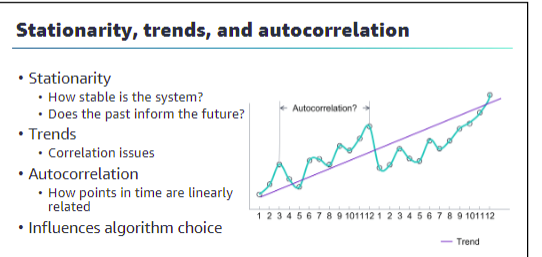 Stationarity, trends, and autocorrelation
• Stationarity
• How stable is the system?
• Does the past inform the future?
• Trends
• Correlation issues
• Autocorrelation
• How points in time are linearly
related
• Influences algorithm choice
Autocorrelation?
1 2 3 4 5 6 7 8 9 101112 1 2 3 4 5 6 7 8 9 101112
Trend